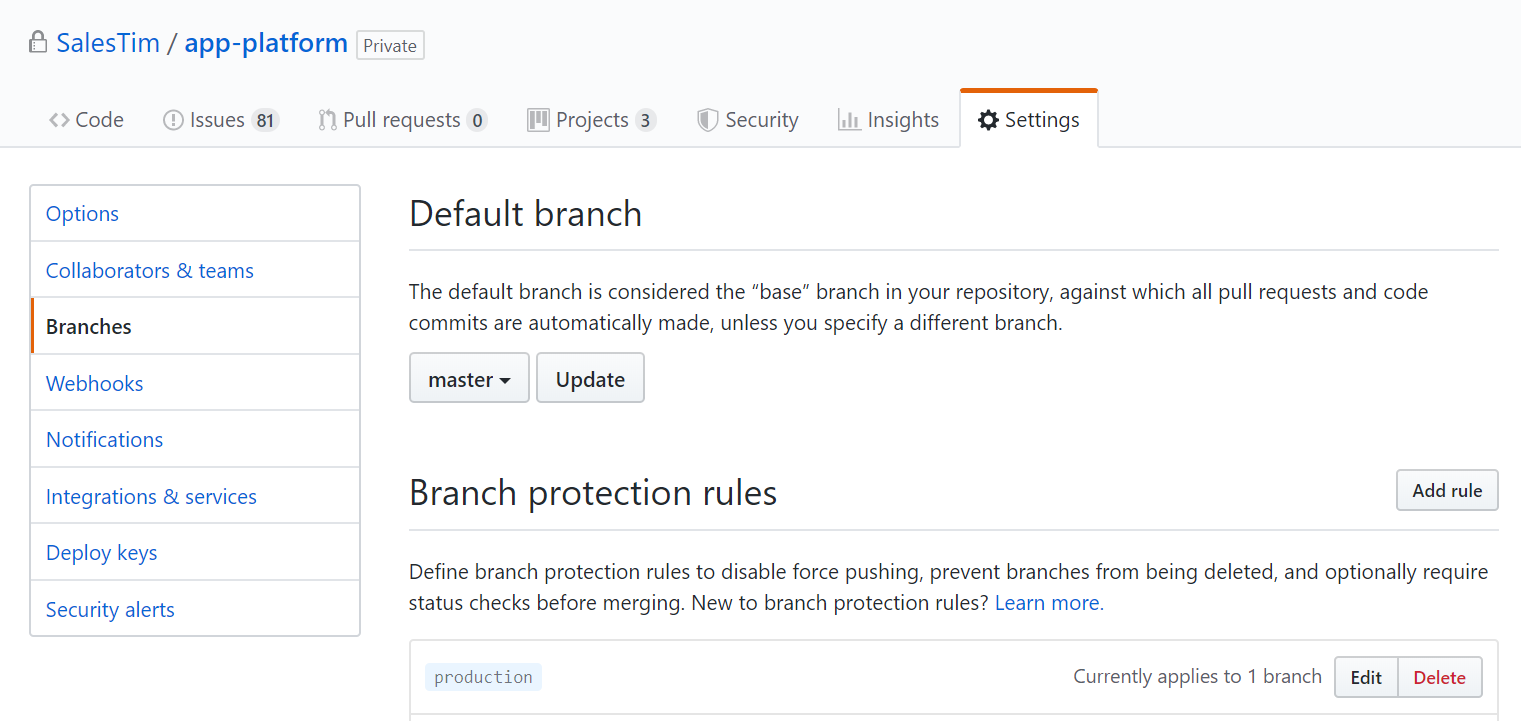 SalesTim / app-platform Private
Code Issues 81 Pull requests 0 Projects 3 Security Insights Settings
Options
Collaborators & teams
Branches
Webhooks
Notifications
Integrations & services
Deploy keys
Security alerts
Default branch
The default branch is considered the “base” branch in your repository, against which all pull requests and code
commits are automatically made, unless you specify a different branch.
master Update
Branch protection rules Add rule
Define branch protection rules to disable force pushing, prevent branches from being deleted, and optionally require
status checks before merging. New to branch protection rules? Learn more.
production Currently applies to 1 branch Edit Delete